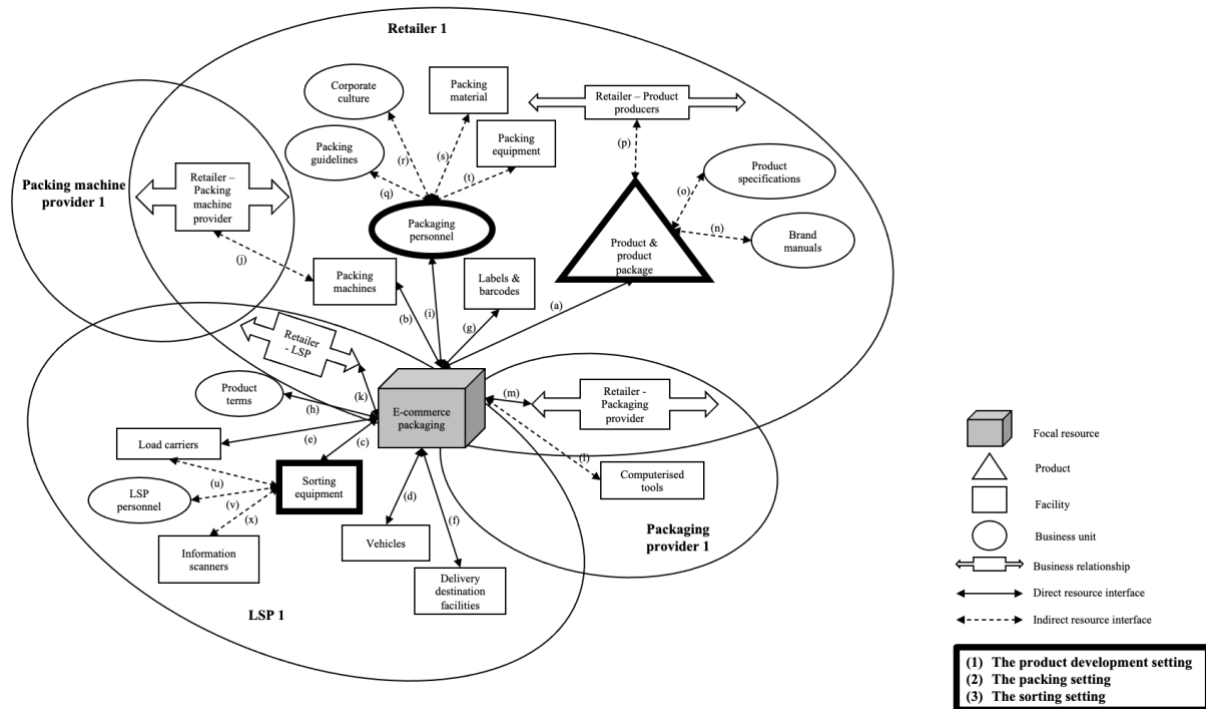 Retailer 1
Corporate
culture
Packing
material
Retailer – Product
producers
Packing
guidelines
Packing
equipment
(r)
(s)
(t)
(q)
(p)
Product
specifications
(o)
(n)
Brand
manuals
Packing machine
provider 1
Retailer –
Packing
machine
provider
Packaging
personnel
Product &
product
package
(j)
Packing
machines
Labels &
barcodes
(b)
(i)
(g)
(a)
Retailer
- LSP
(k)
Product
terms
(h)
E-commerce
packaging
(m)
Retailer -
Packaging
provider
(e)
(c)
Load carriers
(l)
Computerised
tools
(u)
Sorting
equipment
LSP
personnel
(v)
(x)
(d)
(f)
Information
scanners
Vehicles
Packaging
provider 1
Delivery
destination
facilities
LSP 1
Focal resource
Product
Facility
Business unit
Business relationship
Direct resource interface
Indirect resource interface
(1) The product development setting
(2) The packing setting
(3) The sorting setting